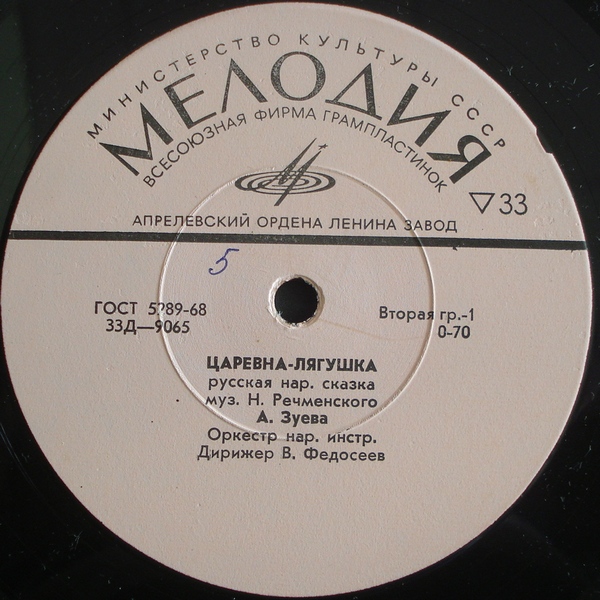 МИНИСТЕРСТВО КУЛЬТУРЫ СССР
МЕЛОДИЯ
ВСЕСОЮЗНАЯ ФИРМА ГРАМПЛАСТИНОК
▽33
АПРЕЛЕВСКИЙ ОРДЕНА ЛЕНИНА ЗАВОД
5
ГОСТ 5289-68
33Д—9065
Вторая гр.-1
0-70
ЦАРЕВНА-ЛЯГУШКА
русская нар. сказка
муз. Н. Речменского
А. Зуева
Оркестр нар. инстр.
Дирижер В. Федосеев